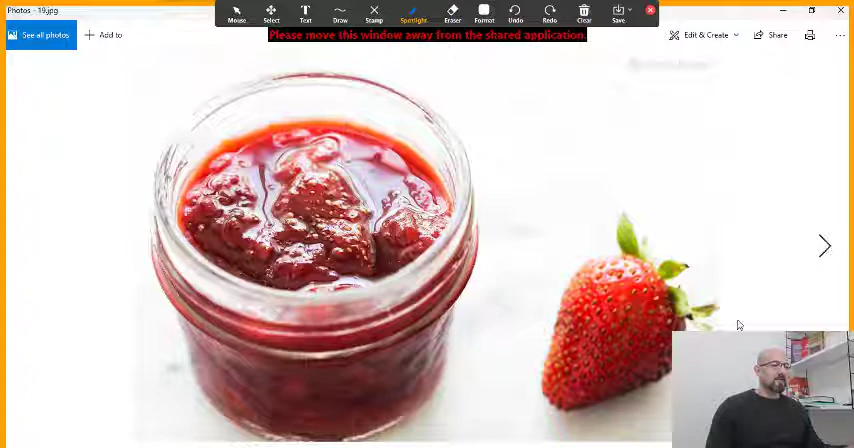 Photos - 19.jpg
Mouse Select Text Draw Stamp Spotlight Eraser Format Undo Redo Clear Save
Please move this window away from the shared application.
See all photos Add to Edit & Create Share